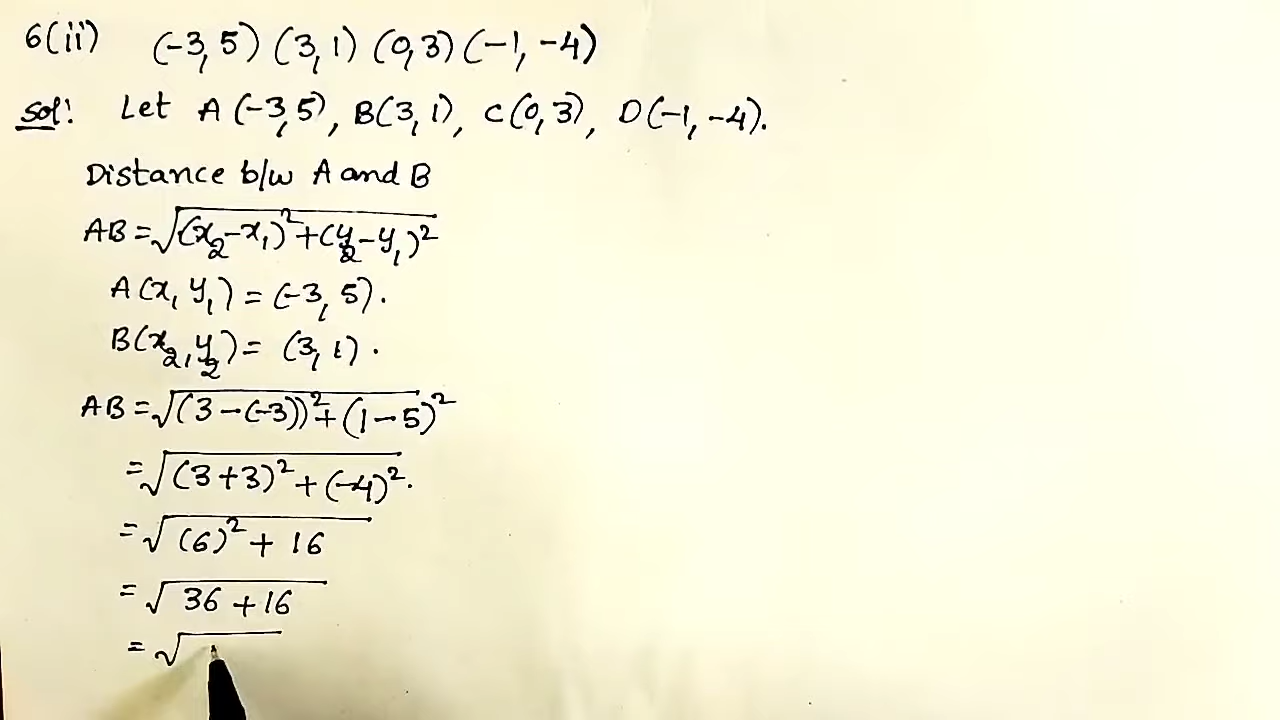 6(ii) (-3, 5) (3, 1) (0, 3) (-1, -4)
Sol: Let A (-3, 5), B(3, 1), C(0, 3), D(-1, -4).
Distance b/w A and B
AB = √(x₂-x₁)²+(y₂-y₁)²
A(x₁ y₁) = (-3, 5).
B(x₂, y₂) = (3, 1).
AB = √(3-(-3))²+(1-5)²
= √(3+3)²+(-4)².
= √(6)²+16
= √36+16
= √